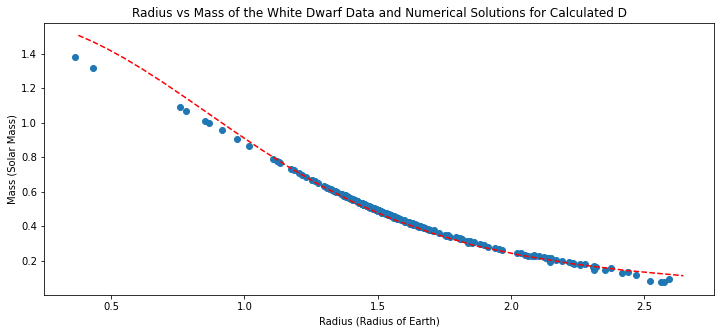 Radius vs Mass of the White Dwarf Data and Numerical Solutions for Calculated D
Mass (Solar Mass)
1.4
1.2
1.0
0.8
0.6
0.4
0.2
0.5 1.0 1.5 2.0 2.5
Radius (Radius of Earth)